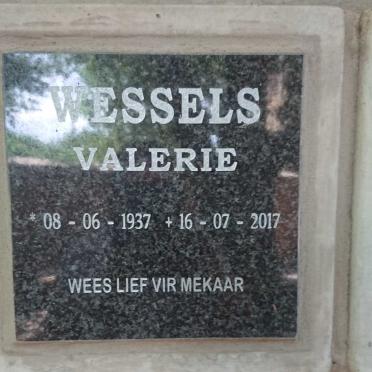 WESSELS
VALERIE
* 08 - 06 - 1937 + 16 - 07 - 2017
WEES LIEF VIR MEKAAR